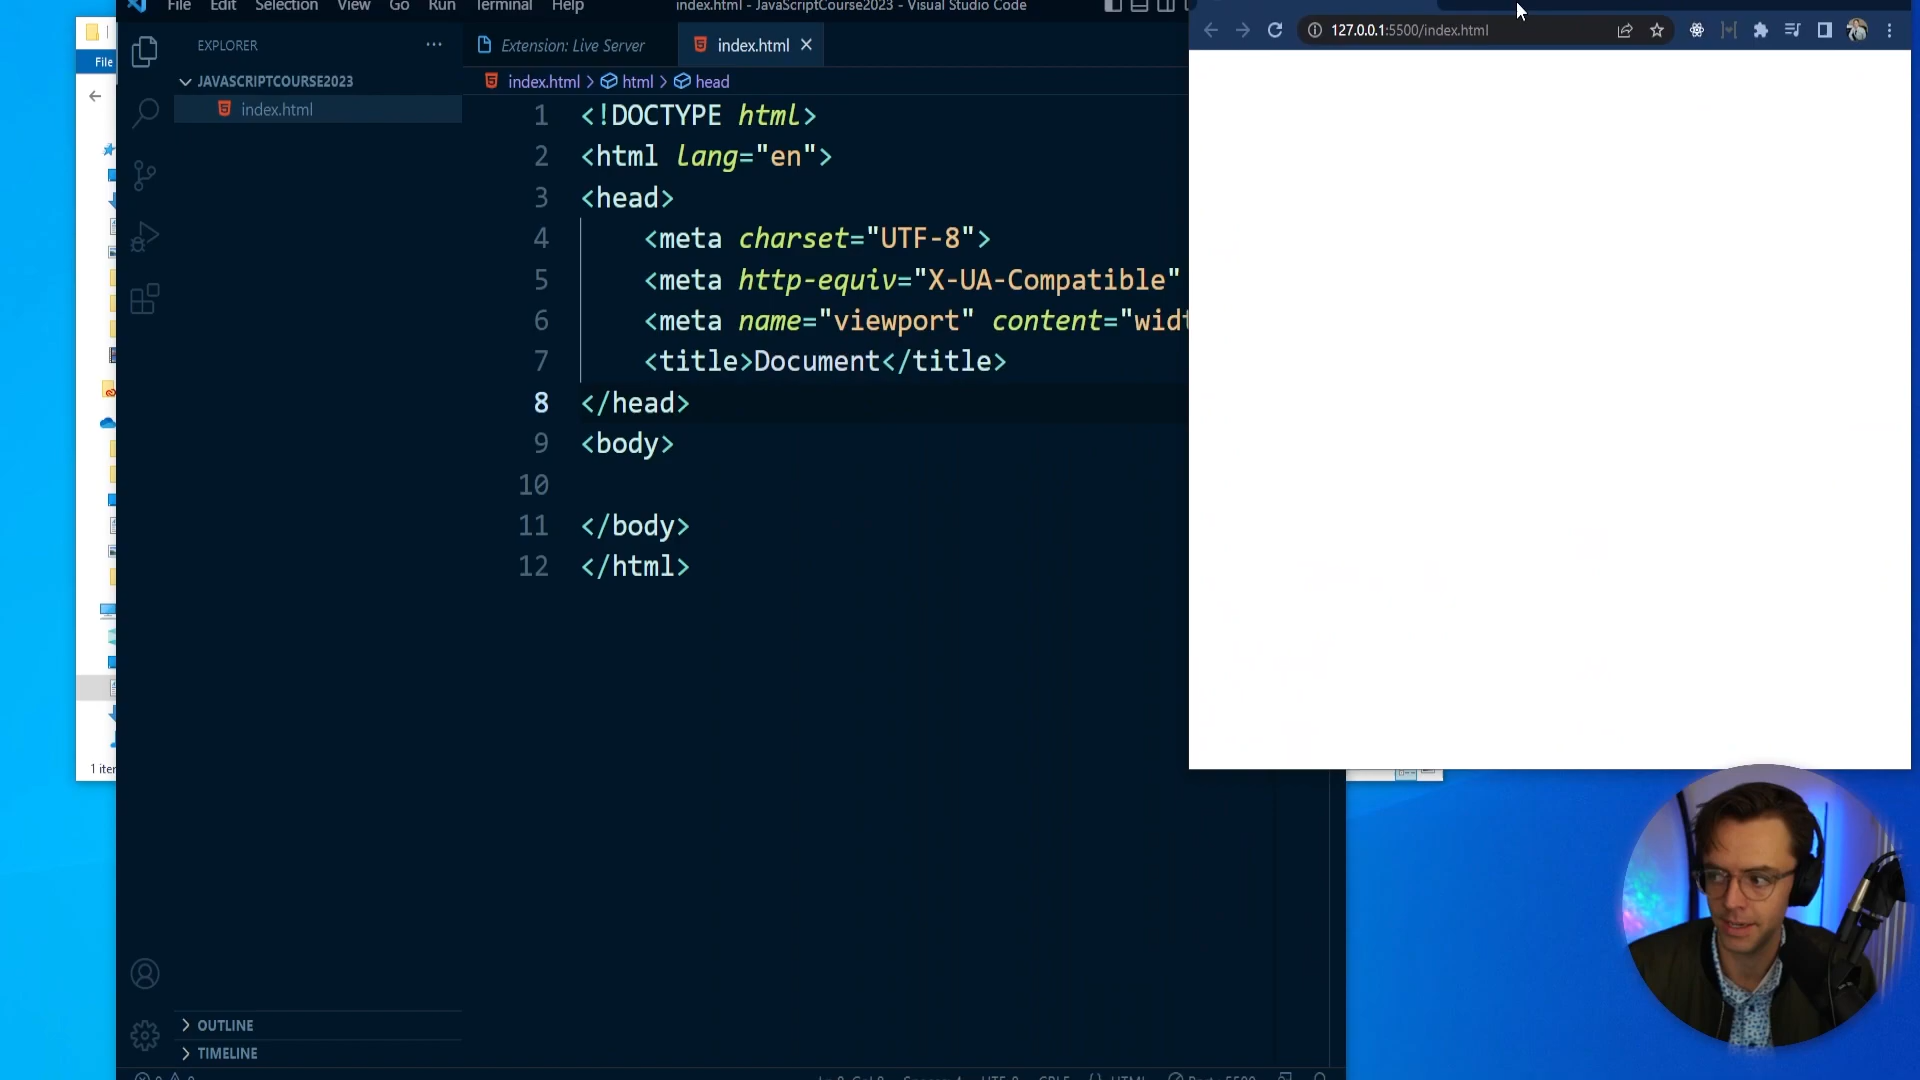 File Edit Selection View Go Run Terminal Help
index.html - JavaScriptCourse2023 - Visual Studio Code
127.0.0.1:5500/index.html
File
EXPLORER
Extension: Live Server
index.html
JAVASCRIPTCOURSE2023
index.html
index.html > html > head
1 <!DOCTYPE html>
2 <html lang="en">
3 <head>
4 <meta charset="UTF-8">
5 <meta http-equiv="X-UA-Compatible"
6 <meta name="viewport" content="widt
7 <title>Document</title>
8 </head>
9 <body>
10
11 </body>
12 </html>
OUTLINE
TIMELINE